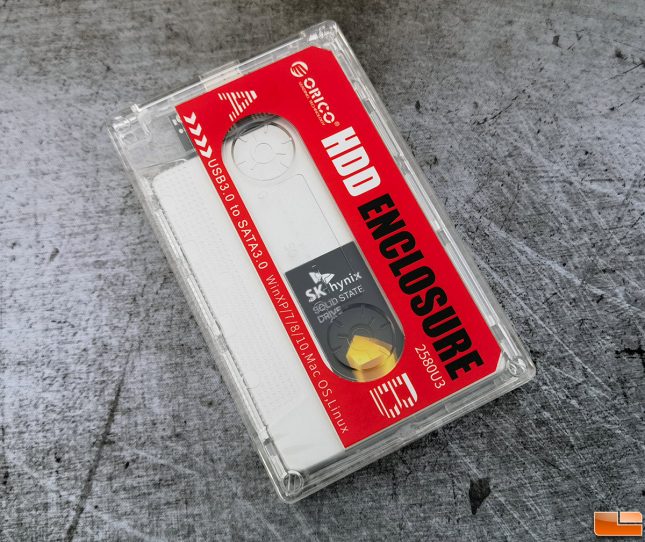 ORICO®
HDD ENCLOSURE
2580U3
A
SK hynix
SOLID STATE
DRIVE
USB3.0 to SATA3.0 WinXP/7/8/10,Mac OS,Linux